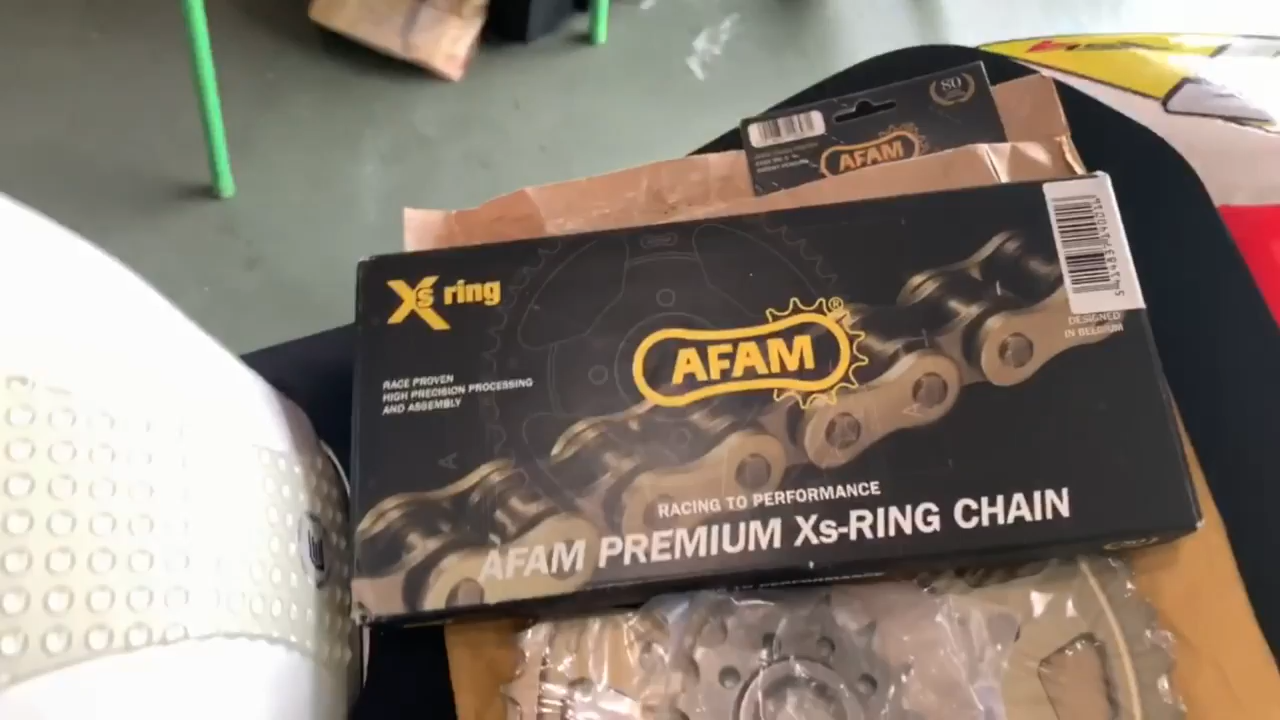 80
AFAM
Xs ring
AFAM®
RACE PROVEN
HIGH PRECISION PROCESSING
AND ASSEMBLY
DESIGNED
IN BELGIUM
RACING TO PERFORMANCE
AFAM PREMIUM Xs-RING CHAIN